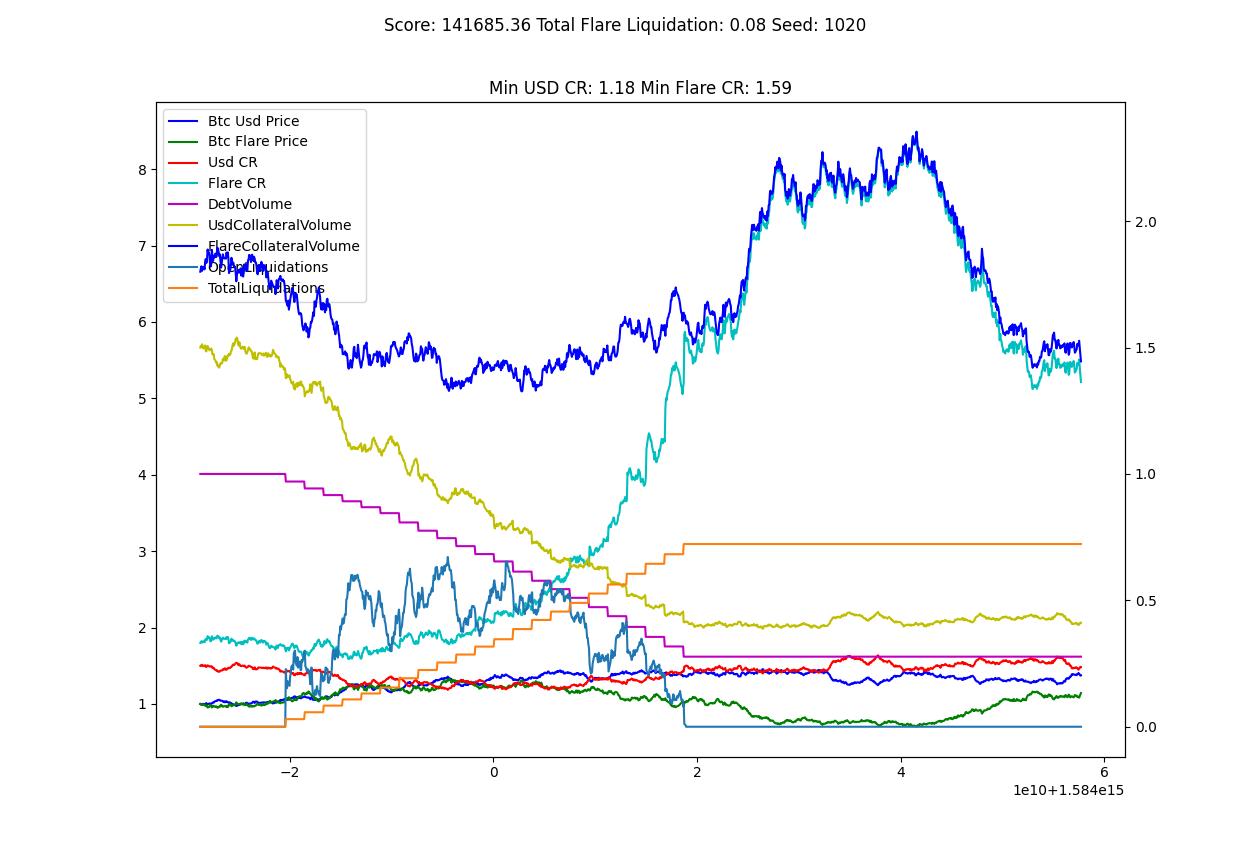 Score: 141685.36 Total Flare Liquidation: 0.08 Seed: 1020
Min USD CR: 1.18 Min Flare CR: 1.59
Btc Usd Price
Btc Flare Price
Usd CR
Flare CR
DebtVolume
UsdCollateralVolume
FlareCollateralVolume
OpenLiquidations
TotalLiquidations
8
7
6
5
4
3
2
1
2.0
1.5
1.0
0.5
0.0
−2
0
2
4
6
1e10+1.584e15